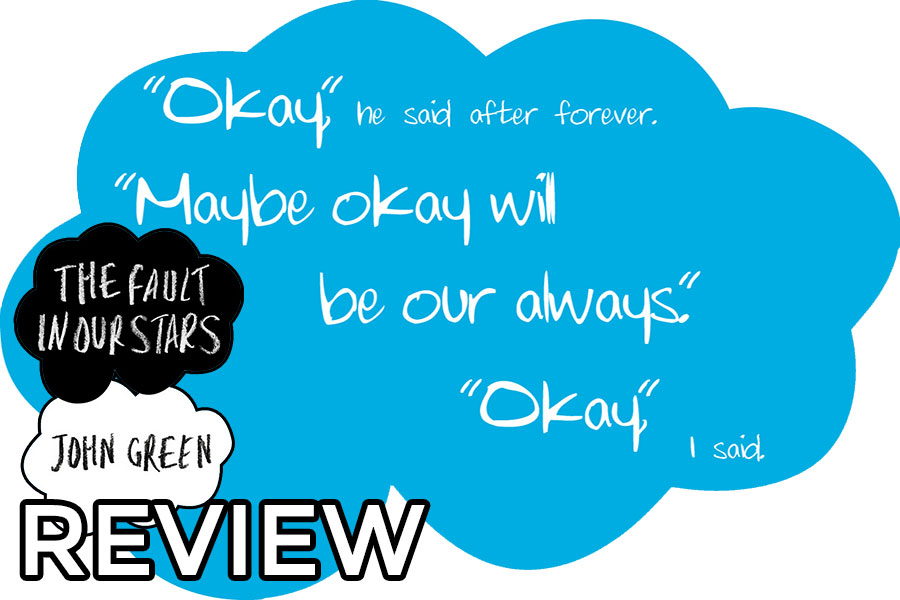 "Okay," he said after forever.
"Maybe okay will
be our always."
"Okay,"
I said.
THE FAULT
IN OUR STARS
JOHN GREEN
REVIEW